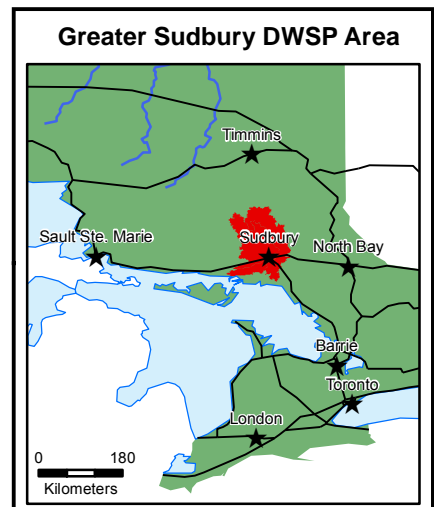 Greater Sudbury DWSP Area
Timmins
Sault Ste. Marie
Sudbury
North Bay
Barrie
Toronto
London
0 180
Kilometers